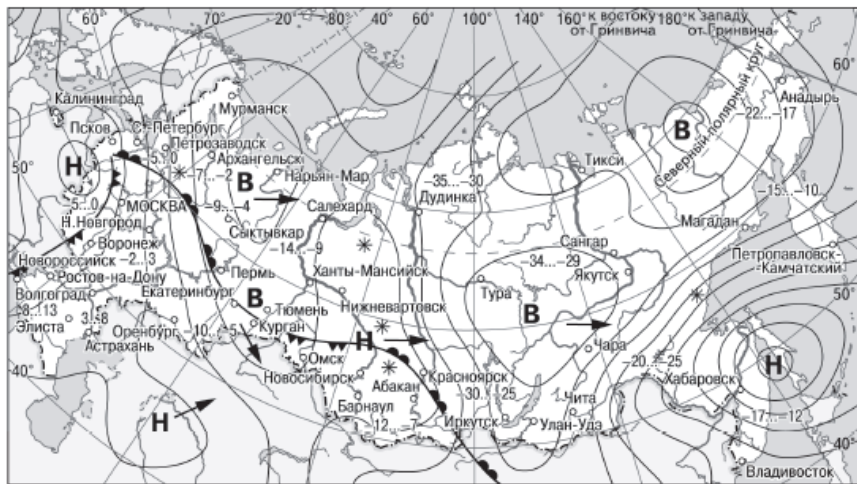 60° 70° 20° 80° 40° 60° 80° 100° 120° 140° 160° к востоку 180° к западу
от Гринвича от Гринвича
60°
Калининград
Мурманск
Анадырь
Псков С.-Петербург
В
-22...-17
Петрозаводск
Северный полярный круг
Н
-5...0
Архангельск
Тикси
50°
-7...-2
В
Нарьян-Мар
-35...-30
-15...-10
-5...0
МОСКВА
-9...-4
Салехард
Дудинка
Магадан
Н.Новгород
Сыктывкар
Сангар
Воронеж
-14...-9
-34...-29
Петропавловск-
-Камчатский
Новороссийск
-2...3
Пермь
Ханты-Мансийск
Якутск
Ростов-на-Дону
Тура
50°
Волгоград
Екатеринбург
В
Нижневартовск
В
8...13
Тюмень
Элиста
3...8
Оренбург
-10...-5
Курган
Н
Чара
Астрахань
Омск
-20...-25
Н
40°
Новосибирск
Красноярск
Хабаровск
Абакан
-30...-25
Чита
Барнаул
Иркутск
-17...-12
Н
-12...-7
Улан-Удэ
40°
Владивосток